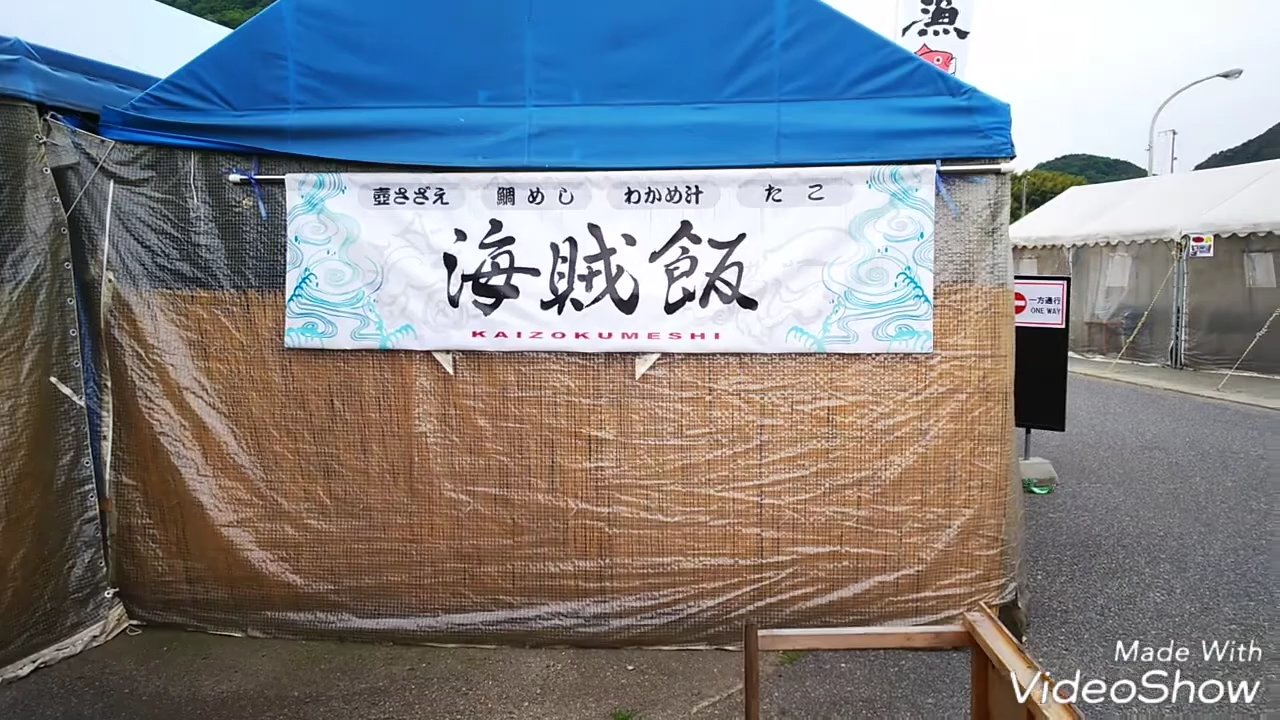 漁
壺さざえ 鯛めし わかめ汁 たこ
海賊飯
KAIZOKUMESHI
一方通行
ONE WAY
Made With
VideoShow